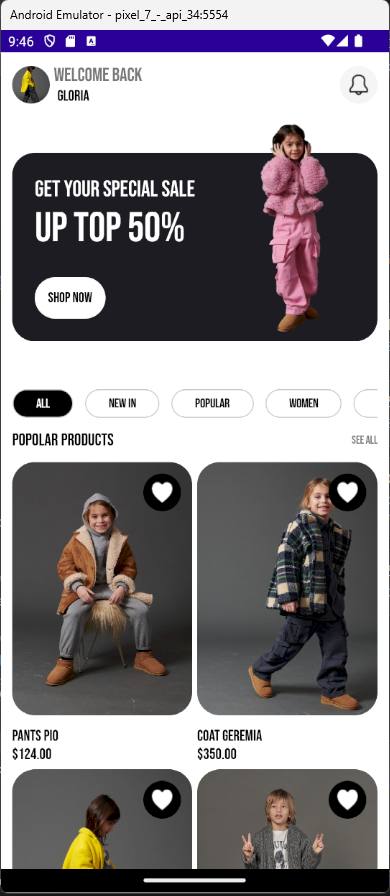 Android Emulator - pixel_7_-_api_34:5554
9:46
WELCOME BACK
GLORIA
GET YOUR SPECIAL SALE
UP TOP 50%
SHOP NOW
ALL
NEW IN
POPULAR
WOMEN
POPOLAR PRODUCTS
SEE ALL
PANTS PIO
$124.00
COAT GEREMIA
$350.00